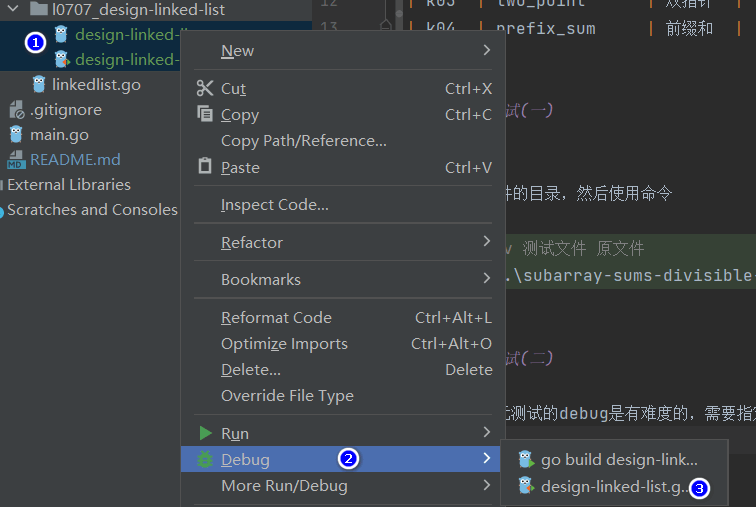 l0707_design-linked-list
design-linked-l
design-linked-
linkedlist.go
.gitignore
main.go
README.md
External Libraries
Scratches and Consoles
1
New
Cut Ctrl+X
Copy Ctrl+C
Copy Path/Reference...
Paste Ctrl+V
Inspect Code...
Refactor
Bookmarks
Reformat Code Ctrl+Alt+L
Optimize Imports Ctrl+Alt+O
Delete... Delete
Override File Type
Run
Debug 2
More Run/Debug
go build design-link...
design-linked-list.g... 3
12 | k03 | two_point | 双指针 |
13 | k04 | prefix_sum | 前缀和 |
试(一)
件的目录，然后使用命令
v 测试文件 原文件
.\subarray-sums-divisible-
试(二)
元测试的debug是有难度的，需要指定